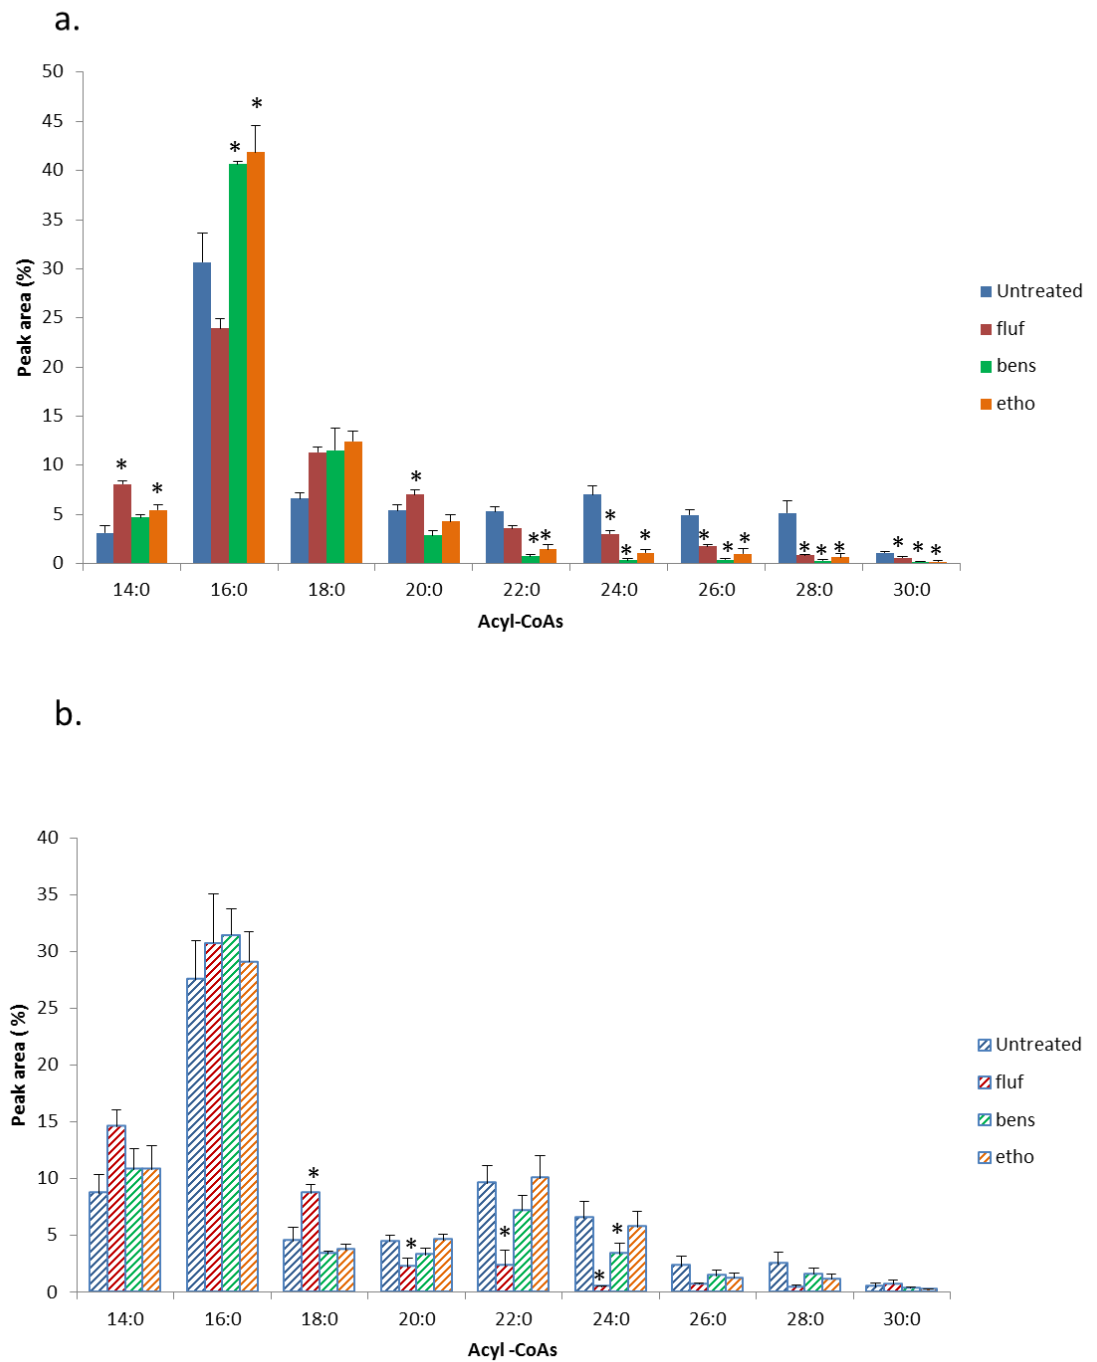 a.
50
45
40
35
30
25
20
15
10
5
0
Peak area (%)
* * * * * * * * * * * * * * * * * * * *
14:0 16:0 18:0 20:0 22:0 24:0 26:0 28:0 30:0
Acyl-CoAs
Untreated
fluf
bens
etho
b.
40
35
30
25
20
15
10
5
0
Peak area ( %)
* * * * *
14:0 16:0 18:0 20:0 22:0 24:0 26:0 28:0 30:0
Acyl -CoAs
Untreated
fluf
bens
etho